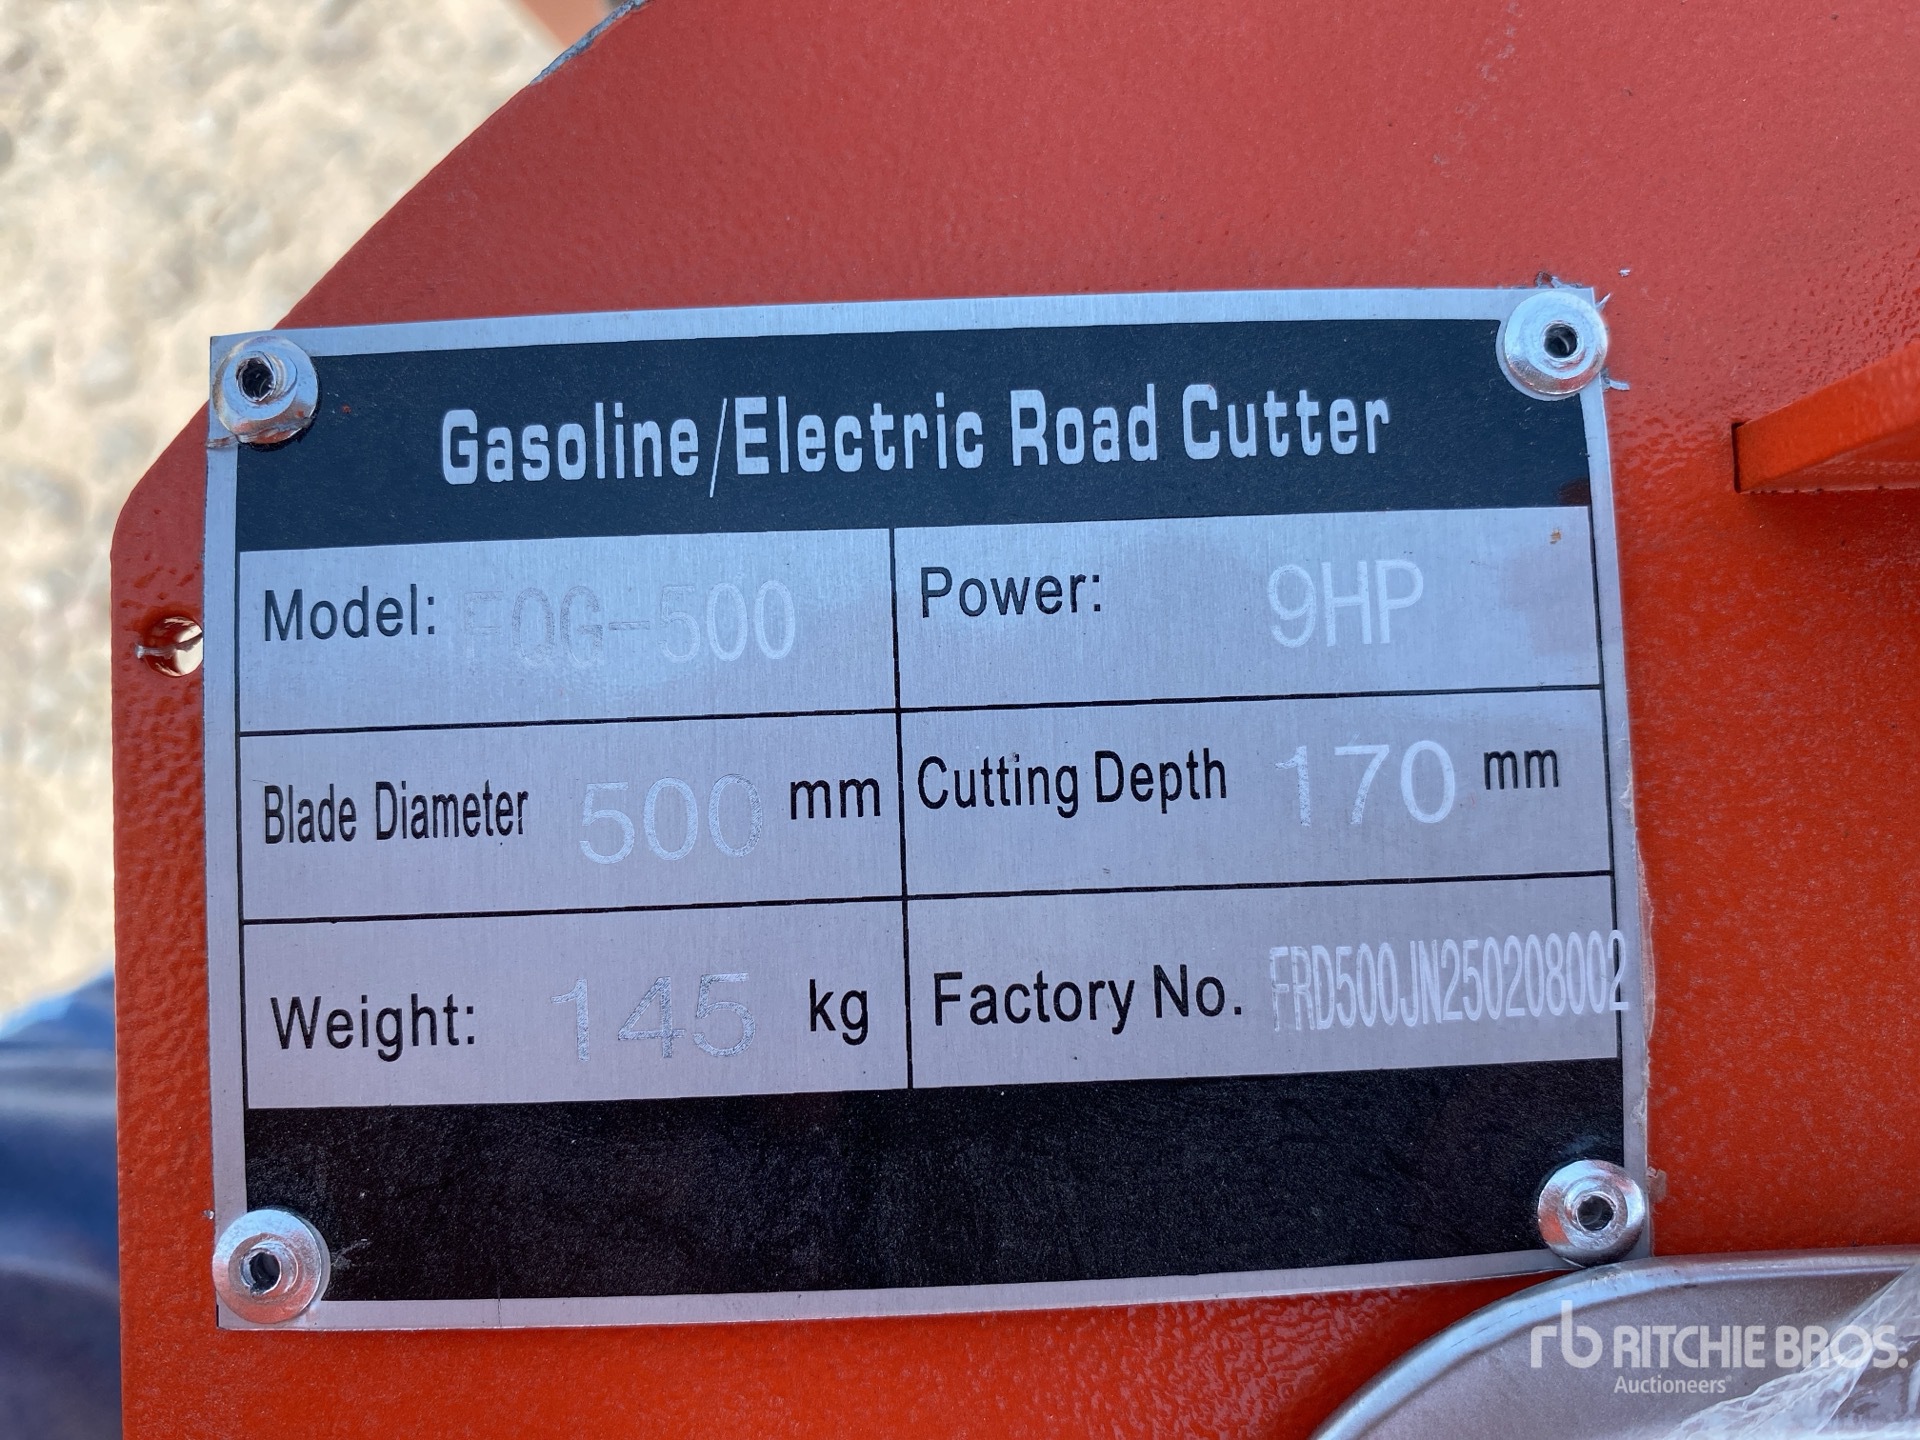 Gasoline/Electric Road Cutter
Model: FQG-500 Power: 9HP
Blade Diameter 500 mm Cutting Depth 170 mm
Weight: 145 kg Factory No. FRD500JN250208002
rb RITCHIE BROS.
Auctioneers